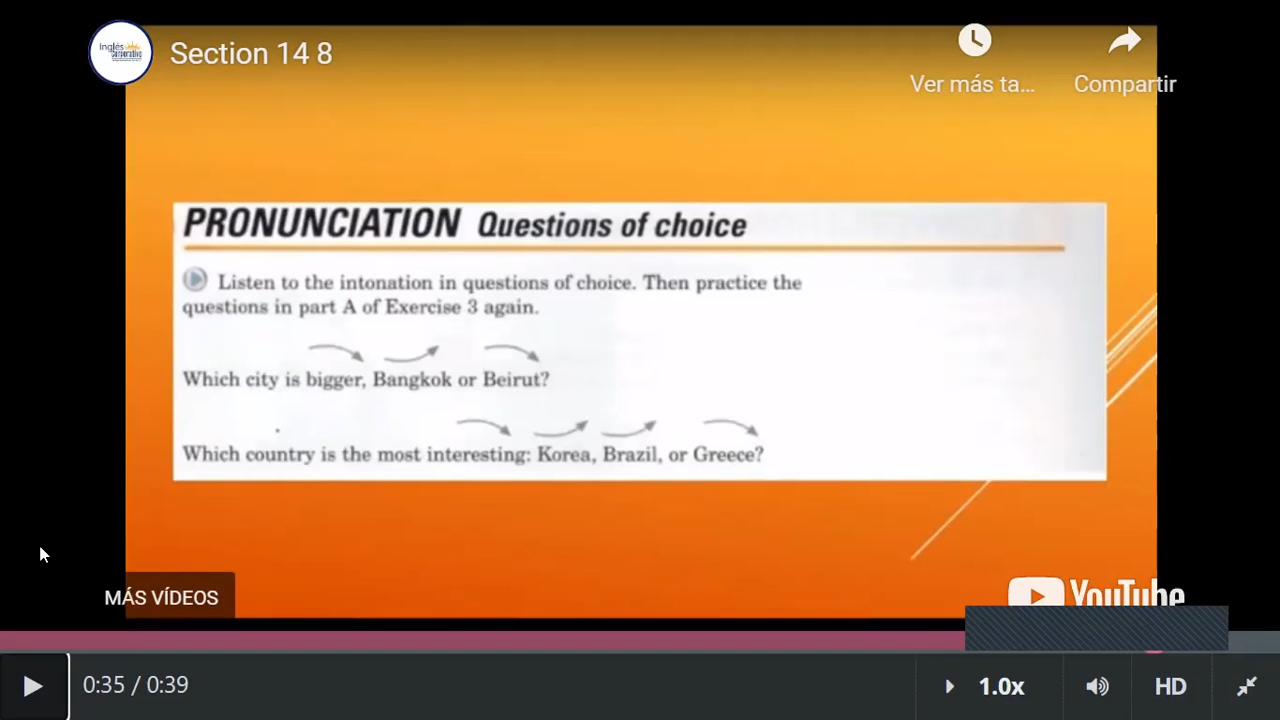 Inglés
corporativo
Section 14 8
Ver más ta...
Compartir
PRONUNCIATION Questions of choice
Listen to the intonation in questions of choice. Then practice the
questions in part A of Exercise 3 again.
Which city is bigger, Bangkok or Beirut?
Which country is the most interesting: Korea, Brazil, or Greece?
MÁS VÍDEOS
YouTube
0:35 / 0:39
1.0x
HD